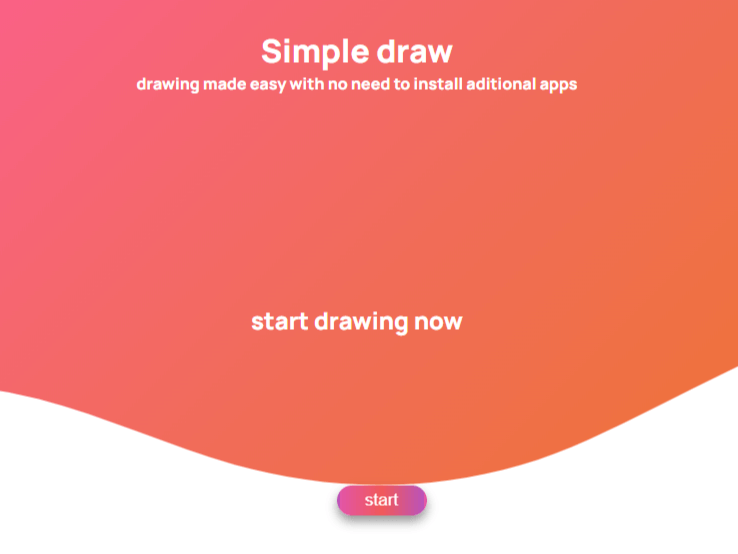 Simple draw
drawing made easy with no need to install aditional apps
start drawing now
start